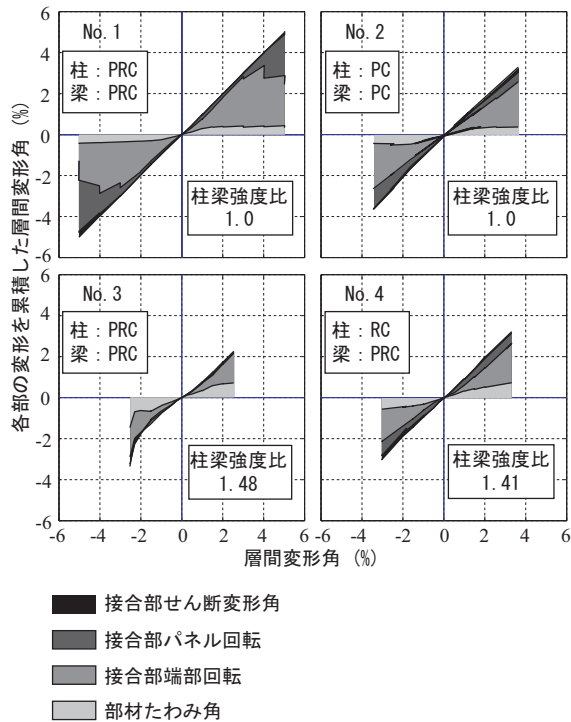 各部の変形を累積した層間変形角 (%)
6
4
2
0
-2
-4
-6
No. 1
柱：PRC
梁：PRC
柱梁強度比
1.0
No. 2
柱：PC
梁：PC
柱梁強度比
1.0
6
4
2
0
-2
-4
-6
No. 3
柱：PRC
梁：PRC
柱梁強度比
1.48
No. 4
柱：RC
梁：PRC
柱梁強度比
1.41
-6 -4 -2 0 2 4 6 -4 -2 0 2 4 6
層間変形角 (%)
接合部せん断変形角
接合部パネル回転
接合部端部回転
部材たわみ角